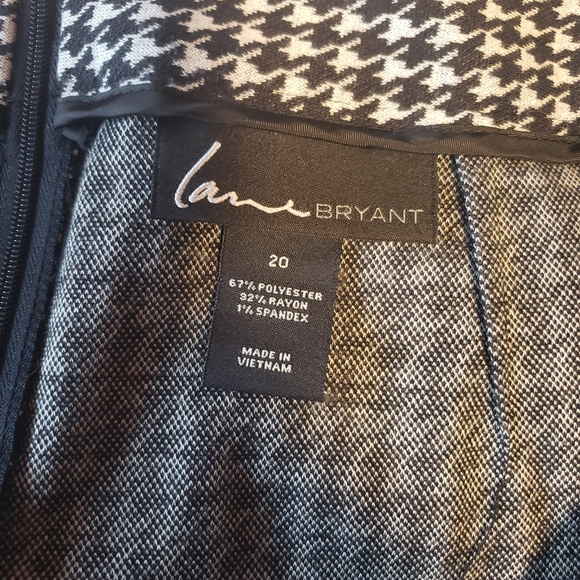 Lane BRYANT
20
67% POLYESTER
32% RAYON
1% SPANDEX
MADE IN
VIETNAM